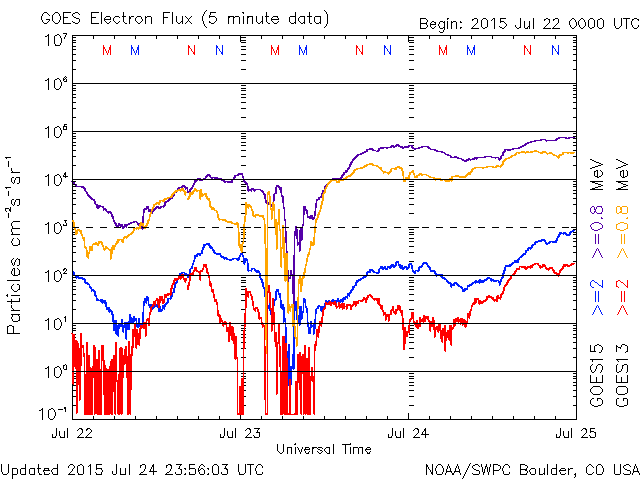 GOES Electron Flux (5 minute data)
Begin: 2015 Jul 22 0000 UTC
M M N N M M N N M M N N
10⁷
10⁶
10⁵
10⁴
10³
10²
10¹
10⁰
10⁻¹
Particles cm⁻²s⁻¹sr⁻¹
Jul 22 Jul 23 Jul 24 Jul 25
Universal Time
GOES15 >=2 >=0.8 MeV
GOES13 >=2 >=0.8 MeV
Updated 2015 Jul 24 23:56:03 UTC
NOAA/SWPC Boulder, CO USA